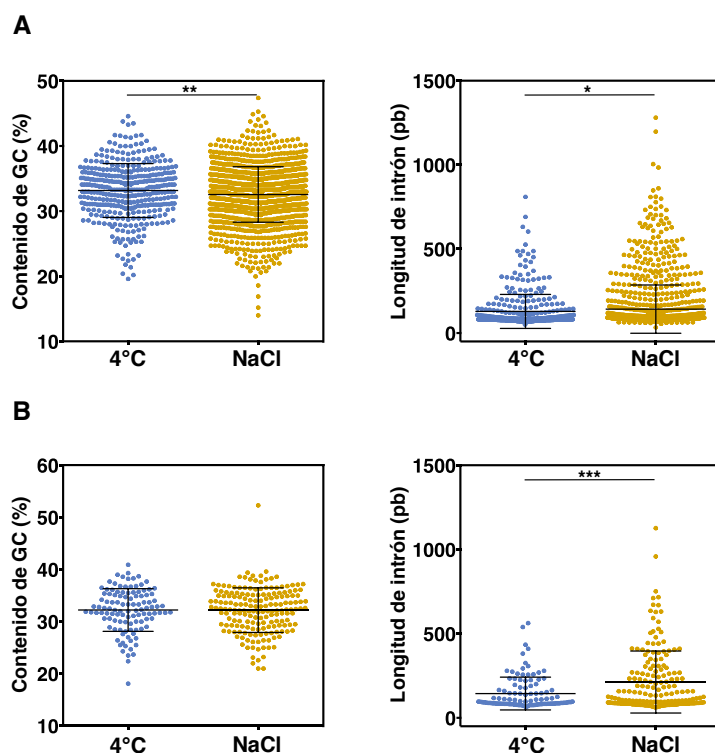 A
Contenido de GC (%)
50
40
30
20
10
**
4°C
NaCl
Longitud de intrón (pb)
1500
1000
500
0
*
4°C
NaCl
B
Contenido de GC (%)
60
50
40
30
20
10
4°C
NaCl
Longitud de intrón (pb)
1500
1000
500
0
***
4°C
NaCl